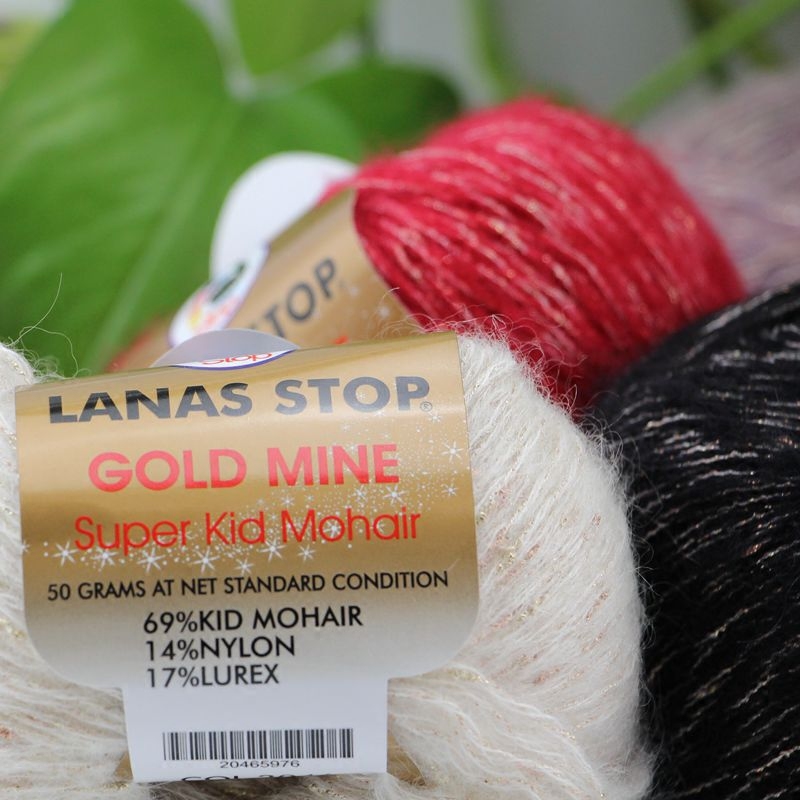 STOP
Stop
LANAS STOP®
GOLD MINE
Super Kid Mohair
50 GRAMS AT NET STANDARD CONDITION
69%KID MOHAIR
14%NYLON
17%LUREX
20465976